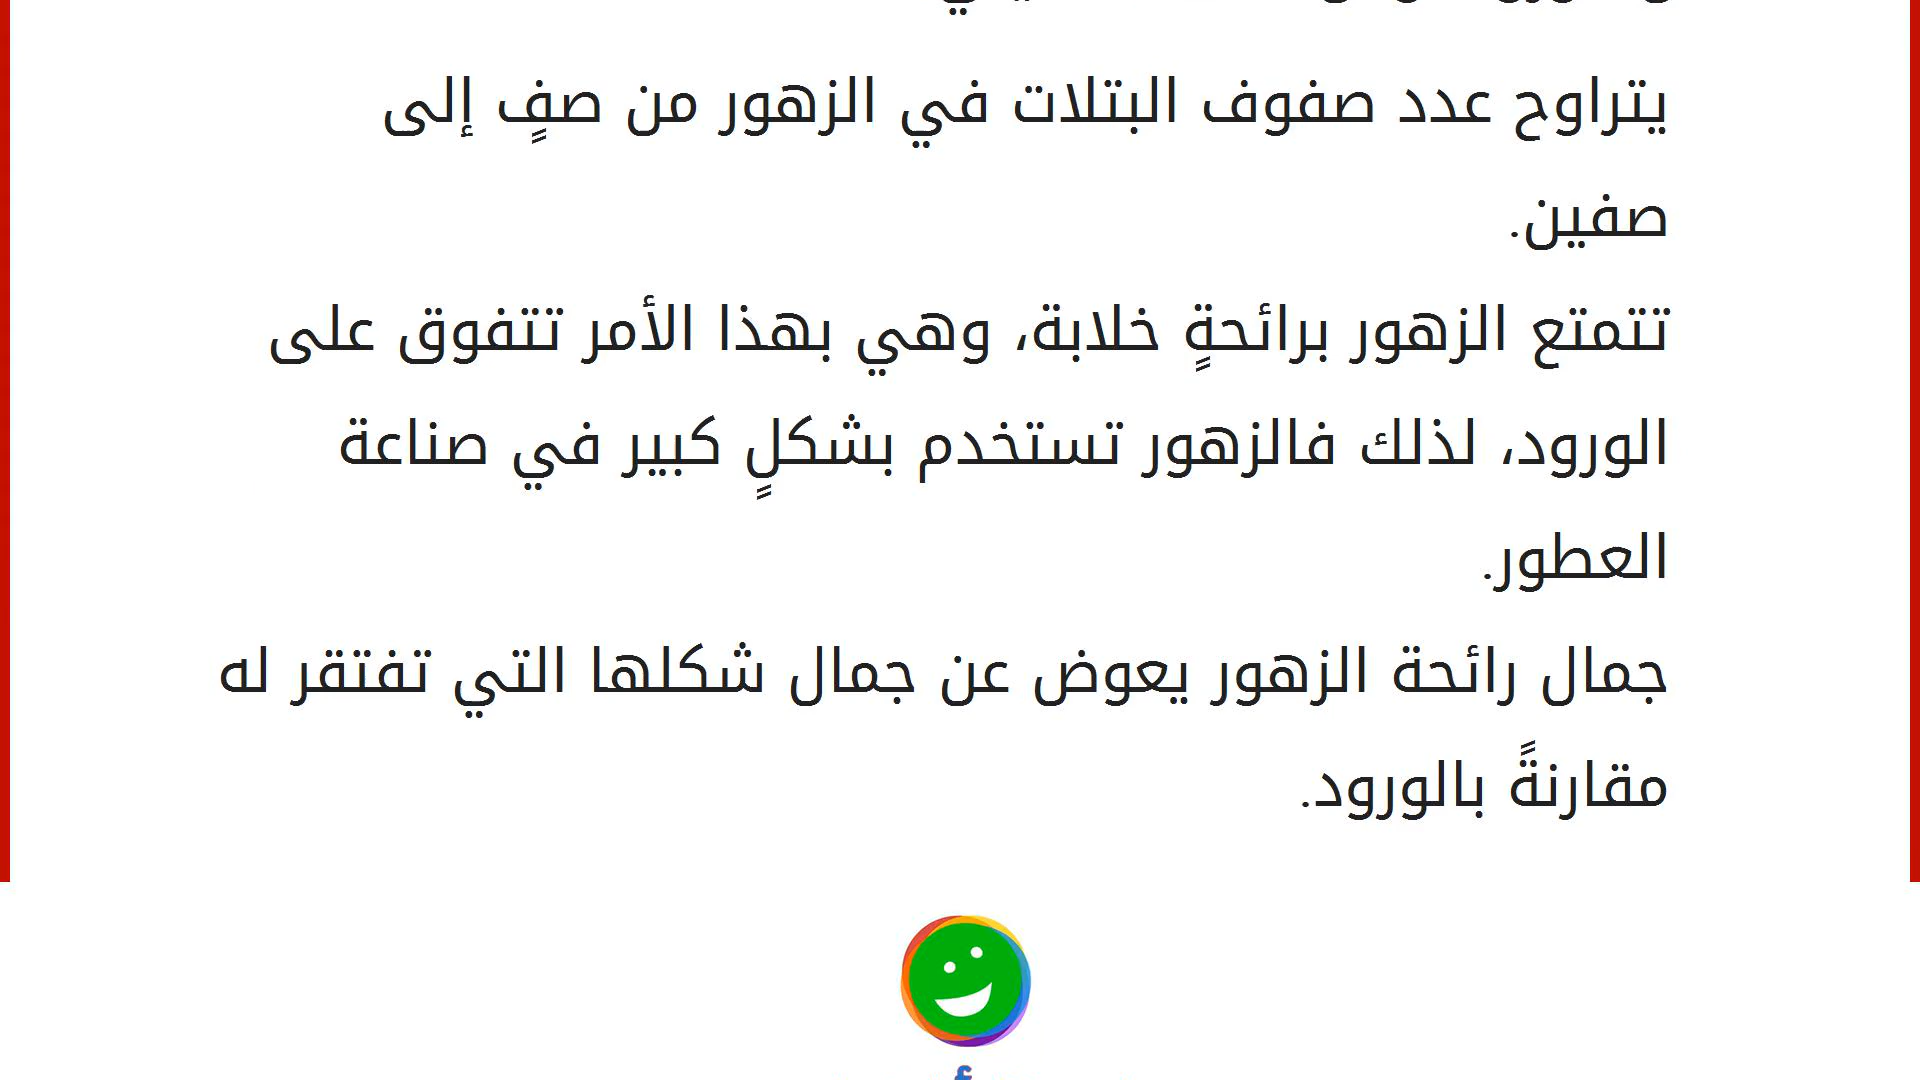 يتراوح عدد صفوف البتلات في الزهور من صفٍ إلى
صفين.
تتمتع الزهور برائحةٍ خلابة، وهي بهذا الأمر تتفوق على
الورود، لذلك فالزهور تستخدم بشكلٍ كبير في صناعة
العطور.
جمال رائحة الزهور يعوض عن جمال شكلها التي تفتقر له
مقارنةً بالورود.